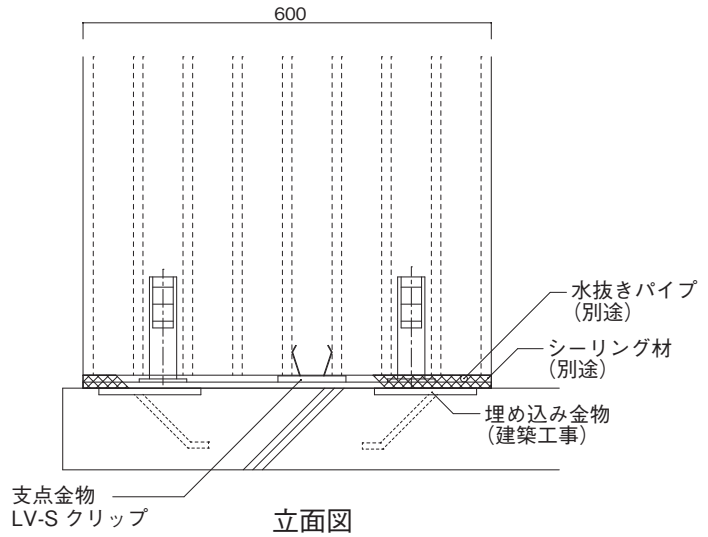 600
水抜きパイプ
(別途)
シーリング材
(別途)
埋め込み金物
(建築工事)
支点金物
LV-S クリップ
立面図